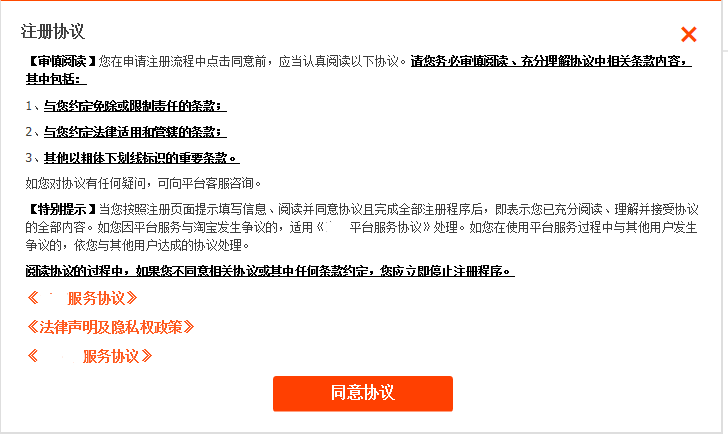 注册协议
【审慎阅读】您在申请注册流程中点击同意前，应当认真阅读以下协议。请您务必审慎阅读、充分理解协议中相关条款内容，
其中包括：
1、与您约定免除或限制责任的条款；
2、与您约定法律适用和管辖的条款；
3、其他以粗体下划线标识的重要条款。
如您对协议有任何疑问，可向平台客服咨询。
【特别提示】当您按照注册页面提示填写信息、阅读并同意协议且完成全部注册程序后，即表示您已充分阅读、理解并接受协议
的全部内容。如您因平台服务与淘宝发生争议的，适用《 平台服务协议》处理。如您在使用平台服务过程中与其他用户发生
争议的，依您与其他用户达成的协议处理。
阅读协议的过程中，如果您不同意相关协议或其中任何条款约定，您应立即停止注册程序。
《 服务协议》
《法律声明及隐私权政策》
《 服务协议》
同意协议